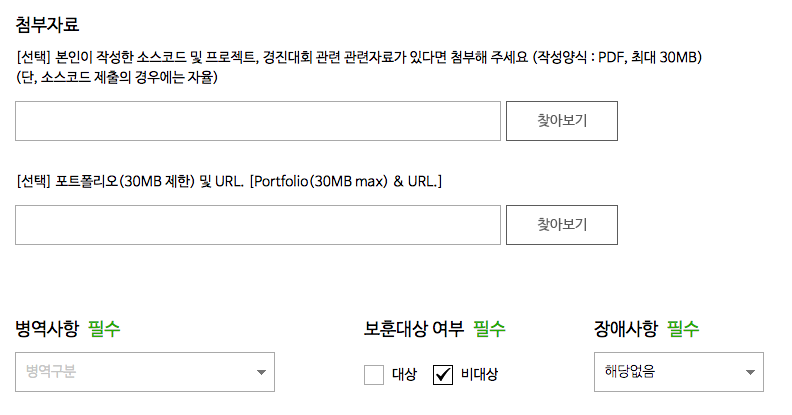 첨부자료
[선택] 본인이 작성한 소스코드 및 프로젝트, 경진대회 관련 관련자료가 있다면 첨부해 주세요 (작성양식 : PDF, 최대 30MB)
(단, 소스코드 제출의 경우에는 자율)
찾아보기
[선택] 포트폴리오(30MB 제한) 및 URL. [Portfolio(30MB max) & URL.]
찾아보기
병역사항 필수 보훈대상 여부 필수 장애사항 필수
병역구분 대상 비대상 해당없음